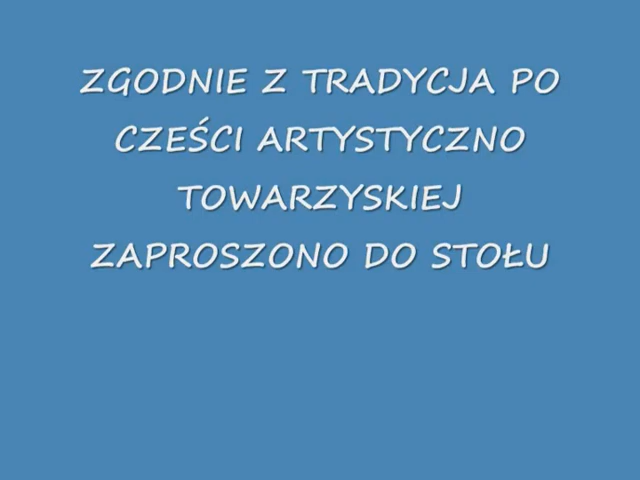 ZGODNIE Z TRADYCJA PO
CZEŚCI ARTYSTYCZNO
TOWARZYSKIEJ
ZAPROSZONO DO STOŁU